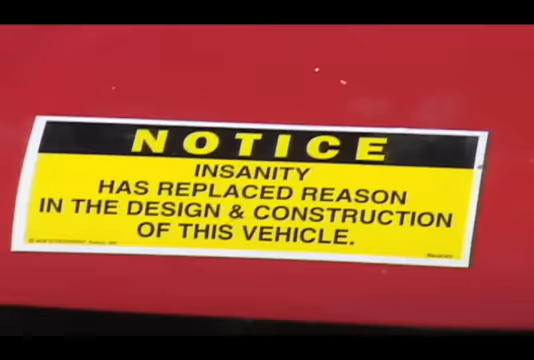 NOTICE
INSANITY
HAS REPLACED REASON
IN THE DESIGN & CONSTRUCTION
OF THIS VEHICLE.